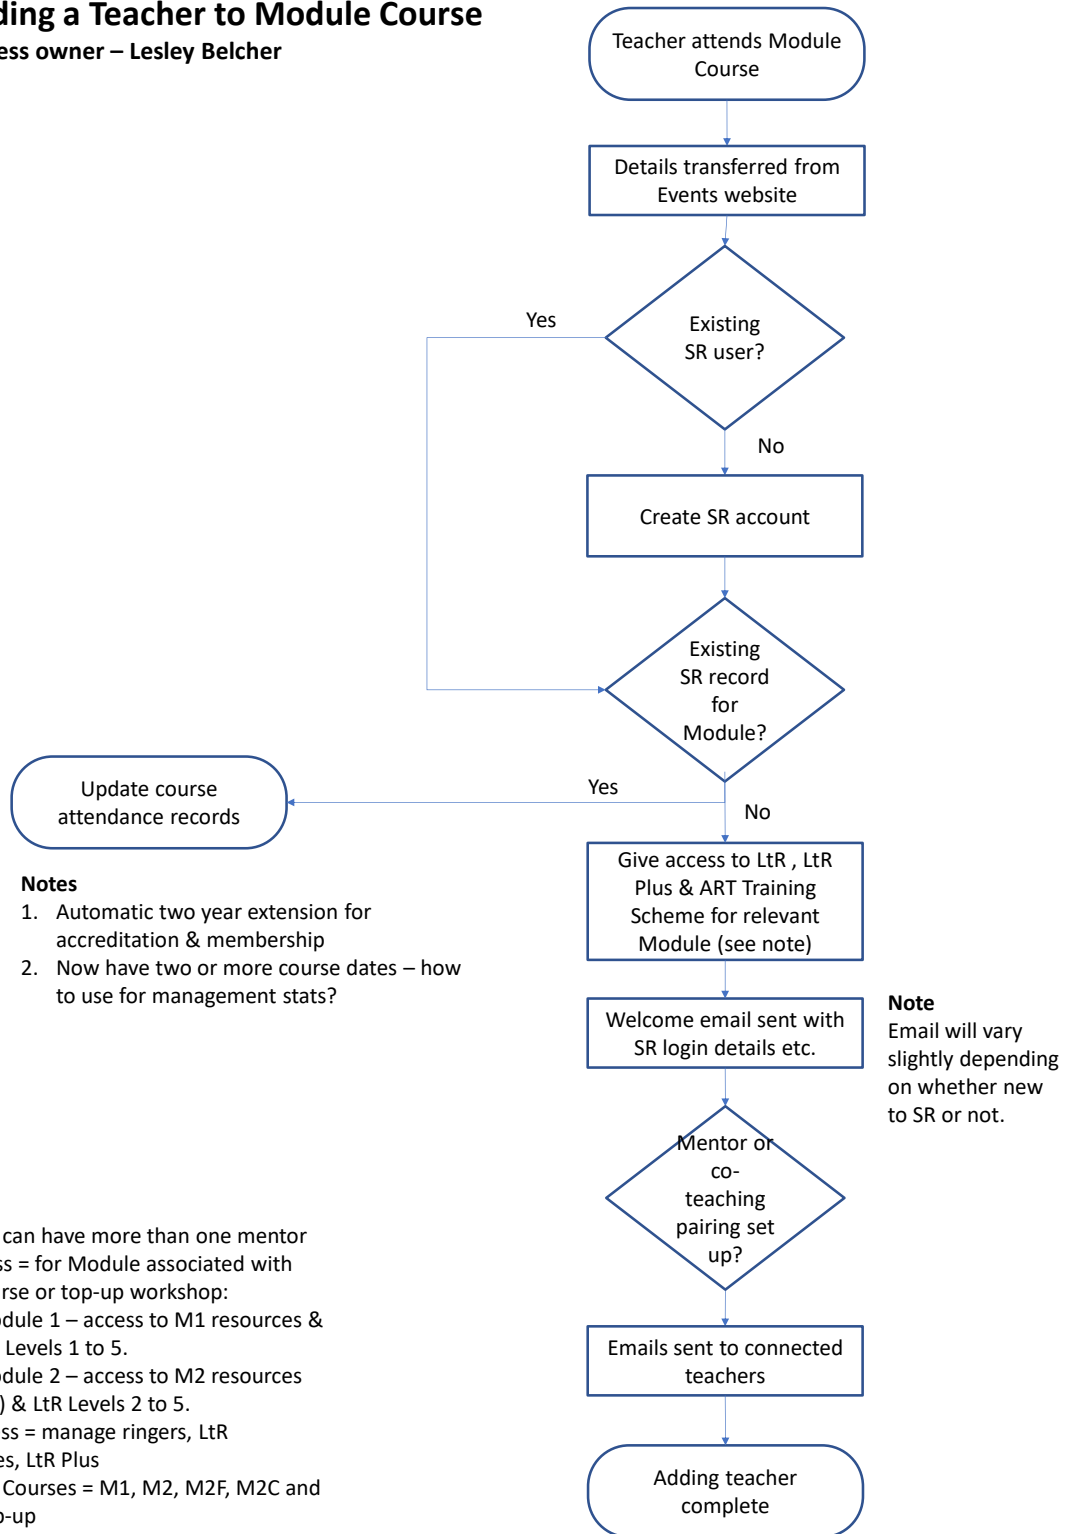 ding a Teacher to Module Course
ess owner – Lesley Belcher
Teacher attends Module
Course
Details transferred from
Events website
Existing
SR user?
Yes
No
Create SR account
Existing
SR record
for
Module?
Yes
No
Update course
attendance records
Notes
1. Automatic two year extension for
accreditation & membership
2. Now have two or more course dates – how
to use for management stats?
Give access to LtR , LtR
Plus & ART Training
Scheme for relevant
Module (see note)
Welcome email sent with
SR login details etc.
Note
Email will vary
slightly depending
on whether new
to SR or not.
Mentor or
co-
teaching
pairing set
up?
can have more than one mentor
ss = for Module associated with
rse or top-up workshop:
dule 1 – access to M1 resources &
Levels 1 to 5.
dule 2 – access to M2 resources
) & LtR Levels 2 to 5.
ss = manage ringers, LtR
es, LtR Plus
Courses = M1, M2, M2F, M2C and
p-up
Emails sent to connected
teachers
Adding teacher
complete